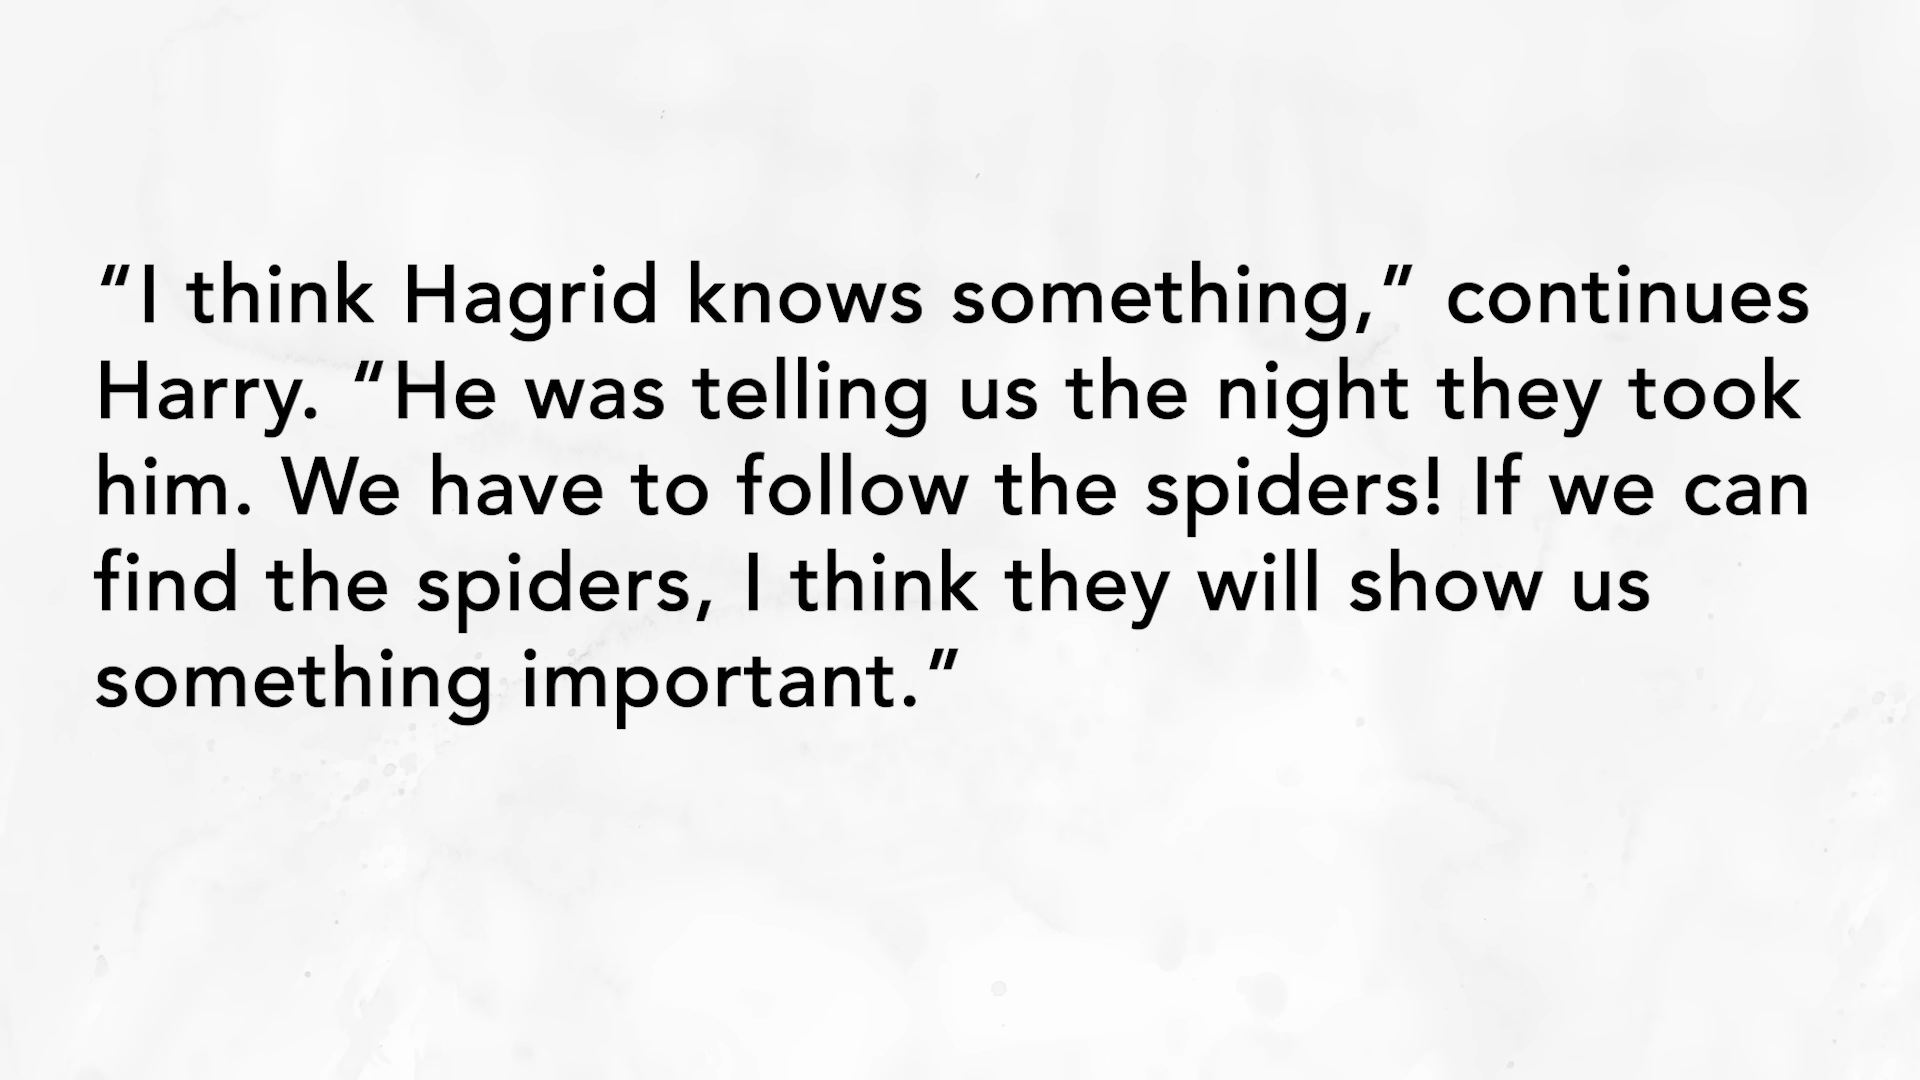 “I think Hagrid knows something,” continues
Harry. “He was telling us the night they took
him. We have to follow the spiders! If we can
find the spiders, I think they will show us
something important.”